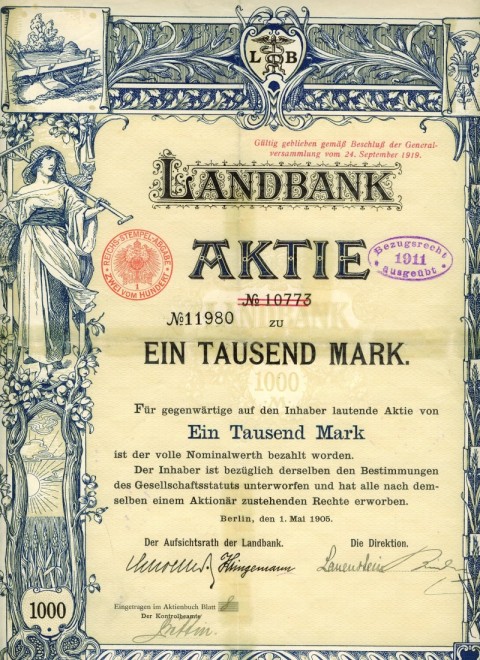 L B
Gültig geblieben gemäß Beschluß der General-
versammlung vom 24. September 1919.
LANDBANK
AKTIE
REICHS-STEMPEL-ABGABE
ZWEI VOM HUNDERT
1
Bezugsrecht
1911
ausgeübt
№ 10773
№ 11980 ZU
EIN TAUSEND MARK.
1000
M
Für gegenwärtige auf den Inhaber lautende Aktie von
Ein Tausend Mark
ist der volle Nominalwerth bezahlt worden.
Der Inhaber ist bezüglich derselben den Bestimmungen
des Gesellschaftsstatuts unterworfen und hat alle nach dem-
selben einem Aktionär zustehenden Rechte erworben.
Berlin, den 1. Mai 1905.
Der Aufsichtsrath der Landbank. Die Direktion.
Klingemann Lauenstein
Eingetragen im Aktienbuch Blatt
Der Kontrolbeamte
1000